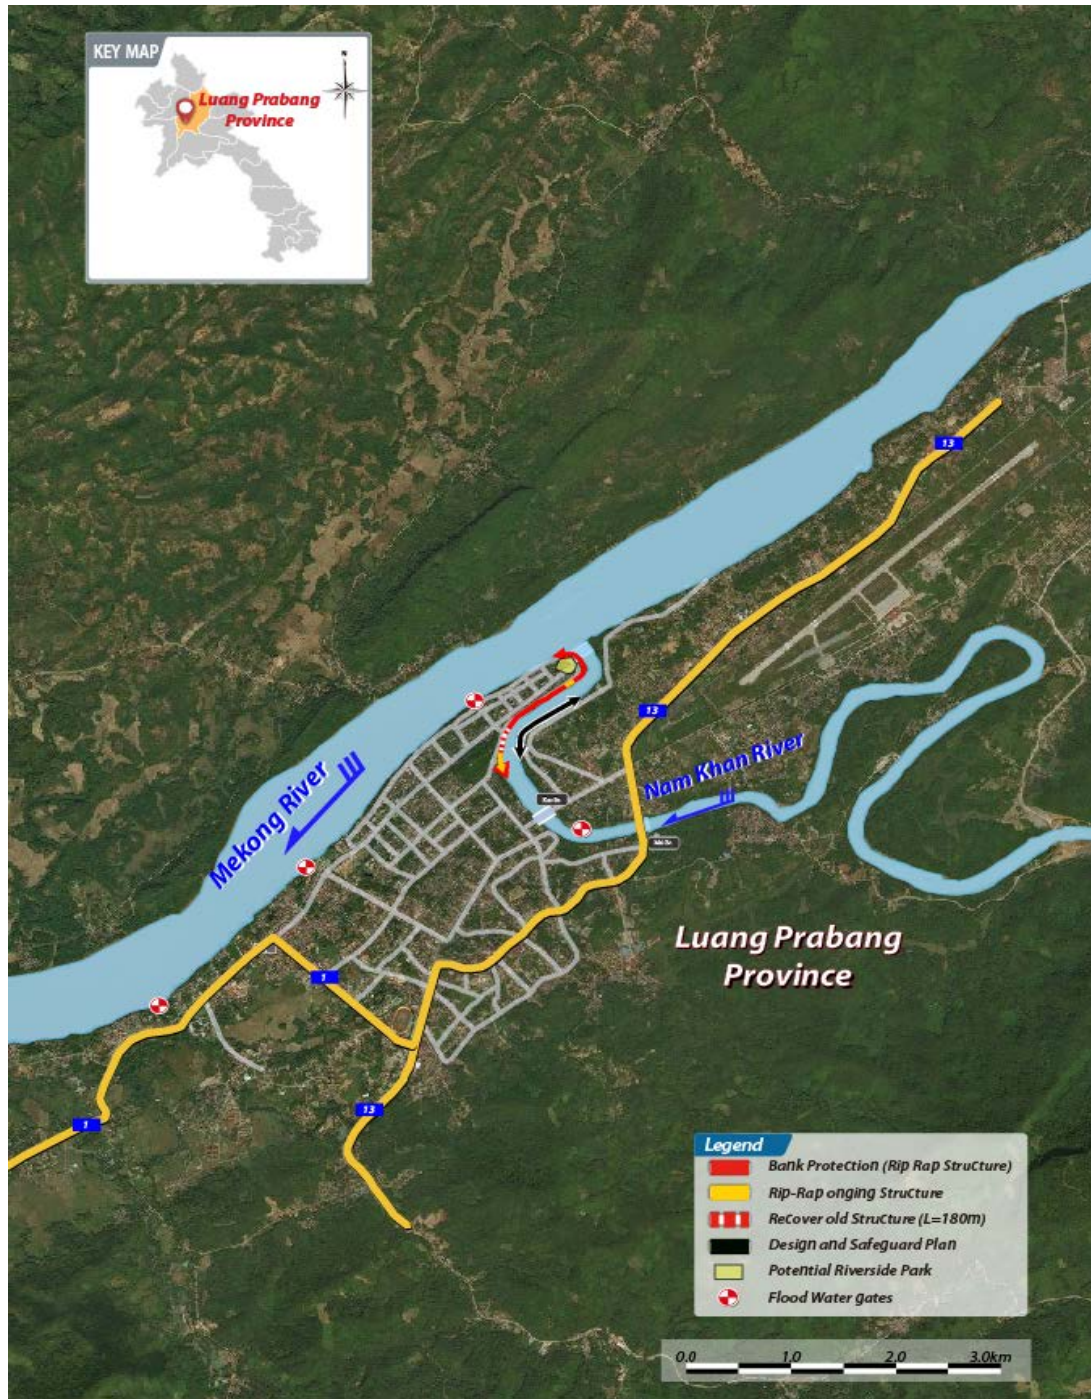 KEY MAP
N
Luang Prabang
Province
13
13
Nam Khan River
Mekong River
Luang Prabang
Province
1
13
1
Legend
Bank Protection (Rip Rap Structure)
Rip-Rap onging Structure
Recover old Structure (L=180m)
Design and Safeguard Plan
Potential Riverside Park
Flood Water gates
0.0 1.0 2.0 3.0km